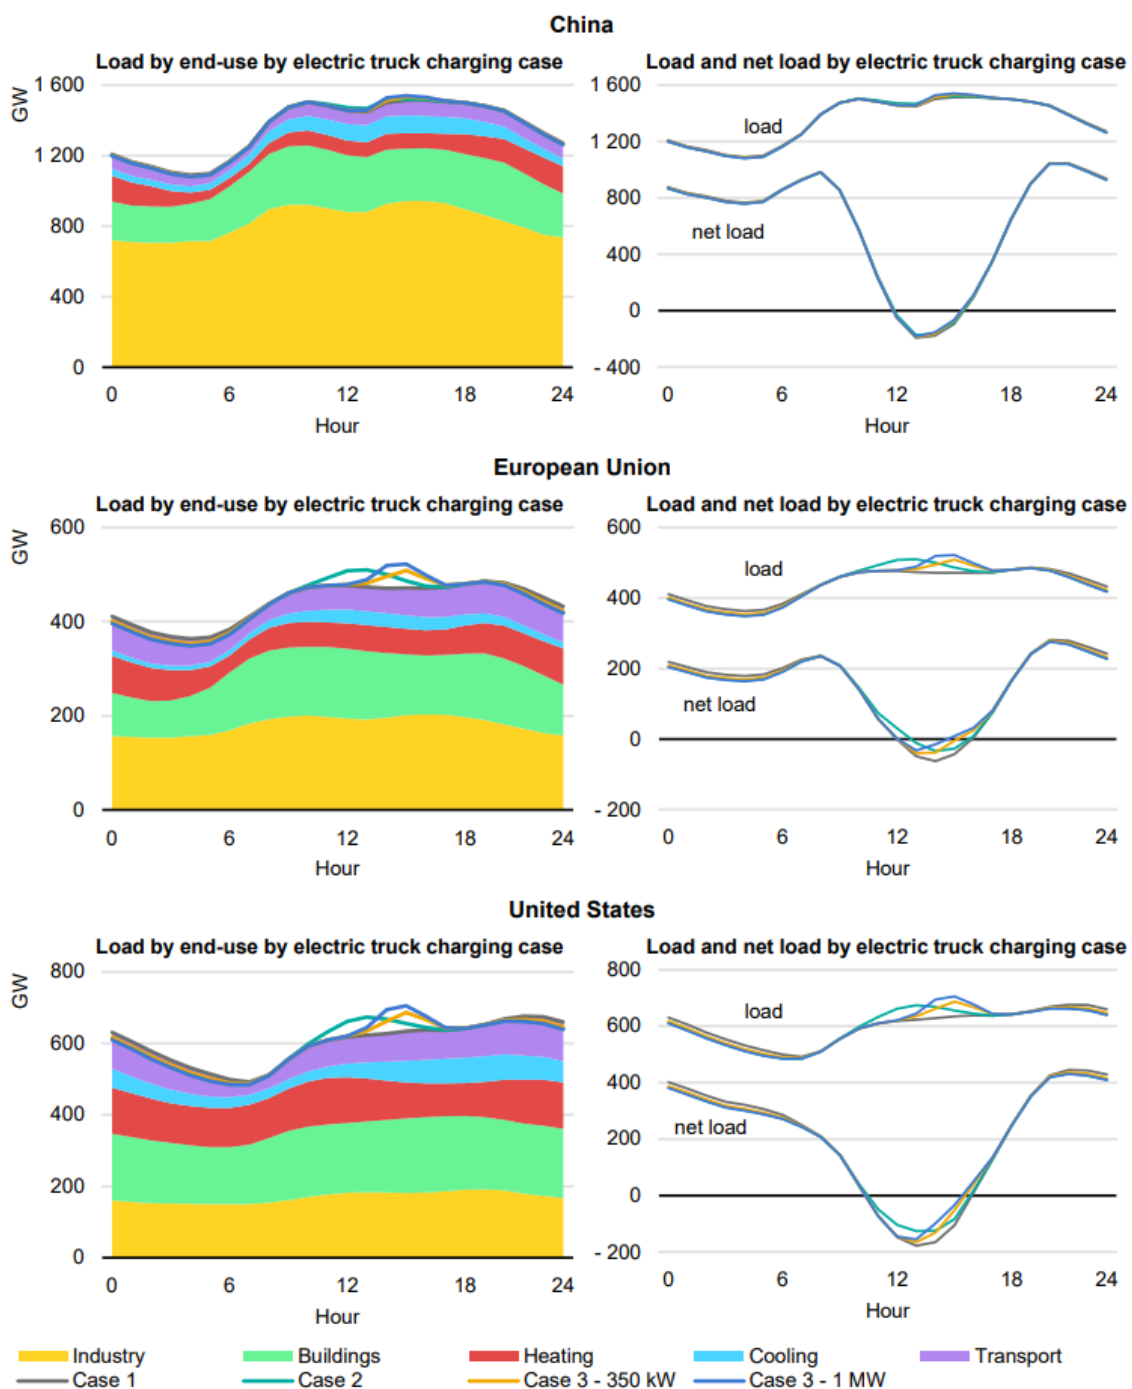 China
Load by end-use by electric truck charging case
Load and net load by electric truck charging case
GW
1 600
1200
800
400
0
0 6 12 18 24
Hour
1 600
1200
800
400
0
- 400
load
net load
0 6 12 18 24
Hour
European Union
Load by end-use by electric truck charging case
Load and net load by electric truck charging case
GW
600
400
200
0
0 6 12 18 24
Hour
600
400
200
0
- 200
load
net load
0 6 12 18 24
Hour
United States
Load by end-use by electric truck charging case
Load and net load by electric truck charging case
GW
800
600
400
200
0
0 6 12 18 24
Hour
800
600
400
200
0
- 200
load
net load
0 6 12 18 24
Hour
Industry Buildings Heating Cooling Transport
Case 1 Case 2 Case 3 - 350 kW Case 3 - 1 MW